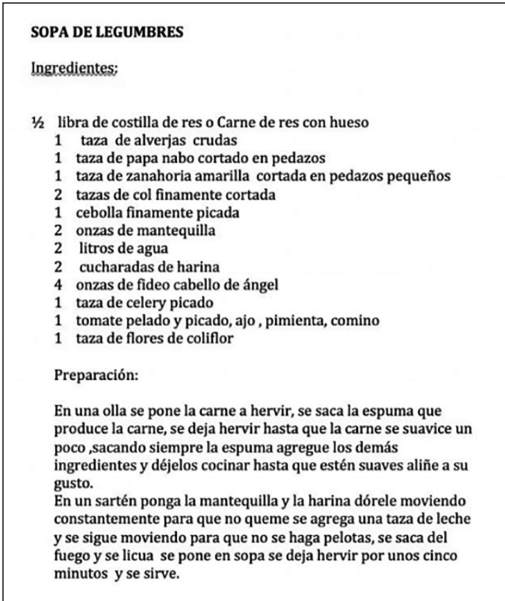 SOPA DE LEGUMBRES
Ingredientes:
½ libra de costilla de res o Carne de res con hueso
1 taza de alverjas crudas
1 taza de papa nabo cortado en pedazos
1 taza de zanahoria amarilla cortada en pedazos pequeños
2 tazas de col finamente cortada
1 cebolla finamente picada
2 onzas de mantequilla
2 litros de agua
2 cucharadas de harina
4 onzas de fideo cabello de ángel
1 taza de celery picado
1 tomate pelado y picado, ajo , pimienta, comino
1 taza de flores de coliflor
Preparación:
En una olla se pone la carne a hervir, se saca la espuma que
produce la carne, se deja hervir hasta que la carne se suavice un
poco ,sacando siempre la espuma agregue los demás
ingredientes y déjelos cocinar hasta que estén suaves aliñe a su
gusto.
En un sartén ponga la mantequilla y la harina dórele moviendo
constantemente para que no queme se agrega una taza de leche
y se sigue moviendo para que no se haga pelotas, se saca del
fuego y se licua se pone en sopa se deja hervir por unos cinco
minutos y se sirve.